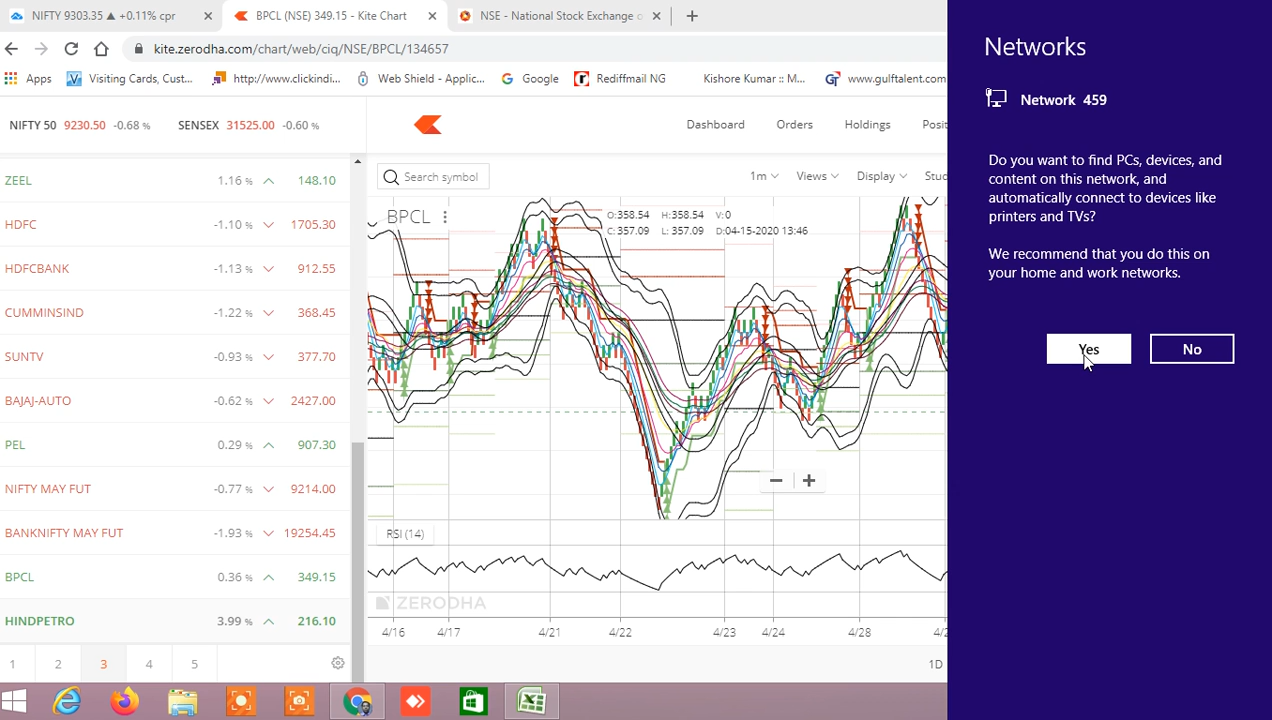 NIFTY 9303.35 ▲ +0.11% cpr
BPCL (NSE) 349.15 - Kite Chart
NSE - National Stock Exchange o
kite.zerodha.com/chart/web/ciq/NSE/BPCL/134657
Apps
Visiting Cards, Cust...
http://www.clickindi...
Web Shield - Applic...
Google
Rediffmail NG
Kishore Kumar :: M...
www.gulftalent.com
NIFTY 50 9230.50 -0.68 %
SENSEX 31525.00 -0.60 %
Dashboard
Orders
Holdings
Posit
ZEEL 1.16 % 148.10
HDFC -1.10 % 1705.30
HDFCBANK -1.13 % 912.55
CUMMINSIND -1.22 % 368.45
SUNTV -0.93 % 377.70
BAJAJ-AUTO -0.62 % 2427.00
PEL 0.29 % 907.30
NIFTY MAY FUT -0.77 % 9214.00
BANKNIFTY MAY FUT -1.93 % 19254.45
BPCL 0.36 % 349.15
HINDPETRO 3.99 % 216.10
1 2 3 4 5
Search symbol
1m
Views
Display
Stuc
BPCL
O:358.54 H:358.54 V:0
C:357.09 L: 357.09 D:04-15-2020 13:46
RSI (14)
ZERODHA
4/16 4/17 4/21 4/22 4/23 4/24 4/28 4/2
1D
Networks
Network 459
Do you want to find PCs, devices, and
content on this network, and
automatically connect to devices like
printers and TVs?
We recommend that you do this on
your home and work networks.
Yes
No